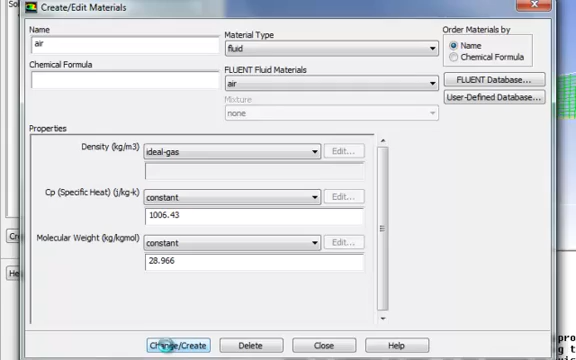 Create/Edit Materials
Name
air
Chemical Formula
Material Type
fluid
FLUENT Fluid Materials
air
Mixture
none
Order Materials by
Name
Chemical Formula
FLUENT Database...
User-Defined Database...
Properties
Density (kg/m3)
ideal-gas
Edit...
Cp (Specific Heat) (j/kg-k)
constant
Edit...
1006.43
Molecular Weight (kg/kgmol)
constant
Edit...
28.966
Change/Create
Delete
Close
Help